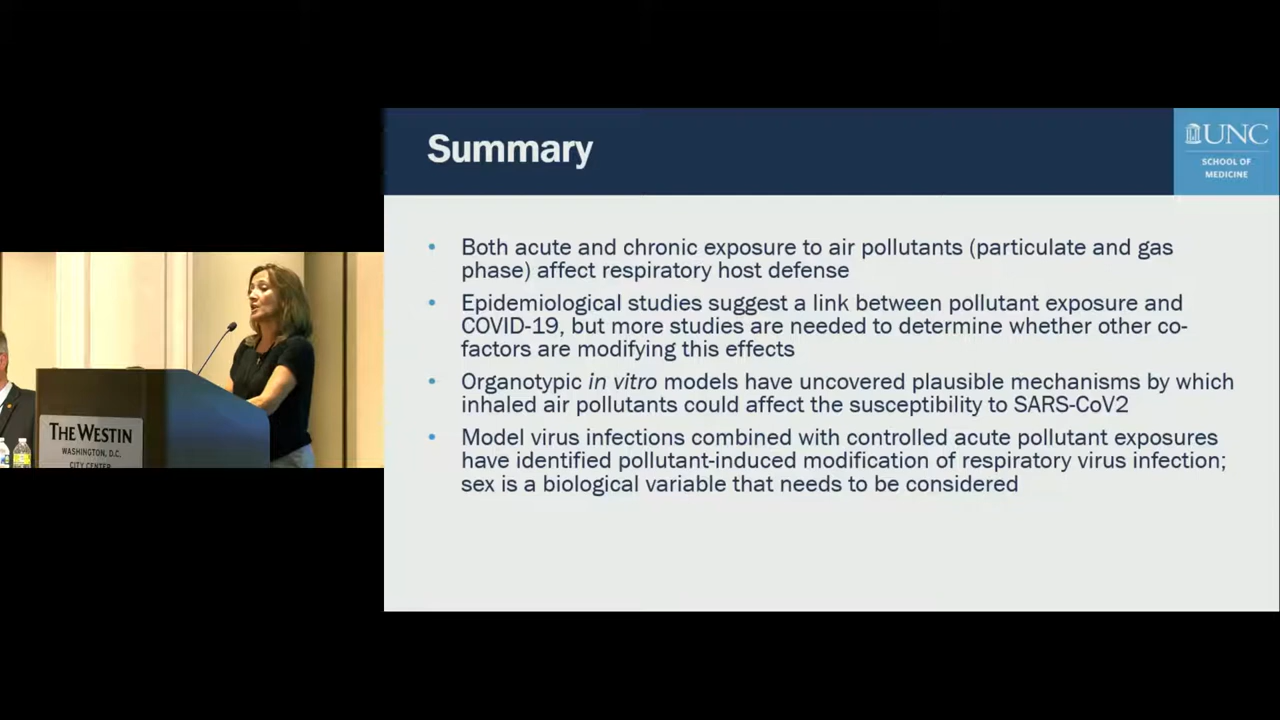 Summary
UNC
SCHOOL OF
MEDICINE
• Both acute and chronic exposure to air pollutants (particulate and gas
phase) affect respiratory host defense
• Epidemiological studies suggest a link between pollutant exposure and
COVID-19, but more studies are needed to determine whether other co-
factors are modifying this effects
• Organotypic in vitro models have uncovered plausible mechanisms by which
inhaled air pollutants could affect the susceptibility to SARS-CoV2
• Model virus infections combined with controlled acute pollutant exposures
have identified pollutant-induced modification of respiratory virus infection;
sex is a biological variable that needs to be considered
THE WESTIN
WASHINGTON, D.C.
CITY CENTER